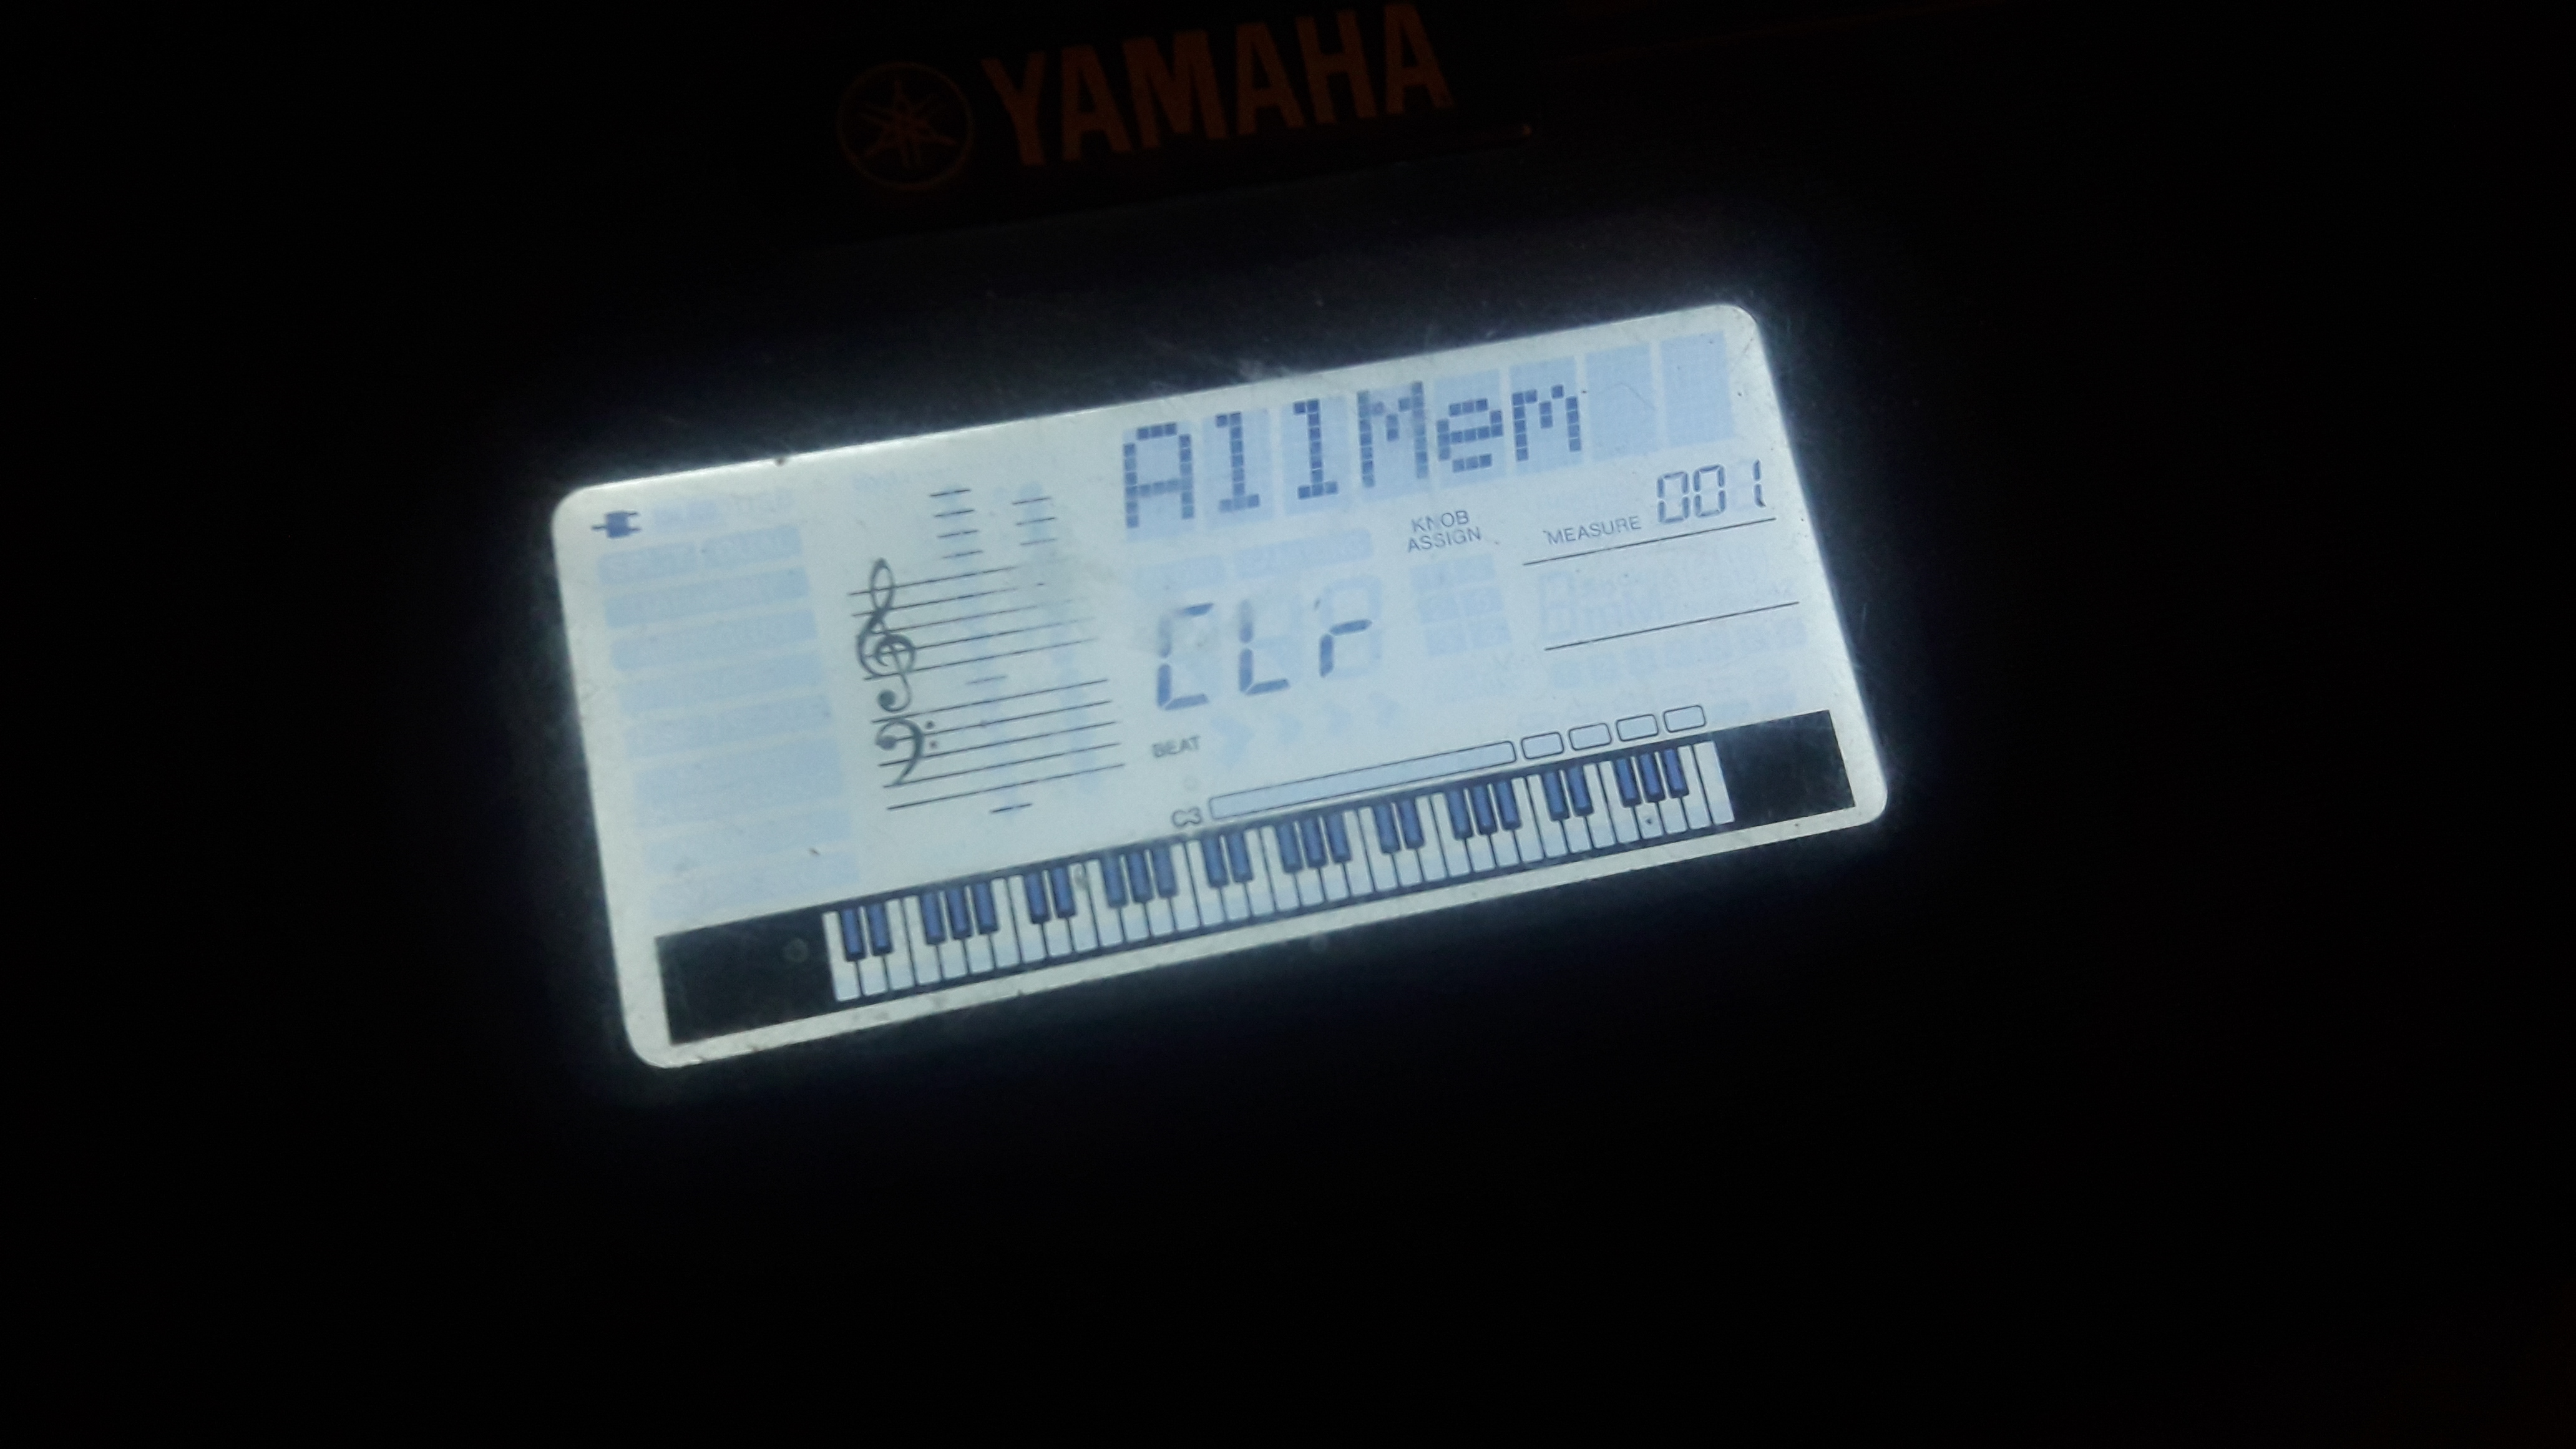 YAMAHA
AllMem
MEASURE 001
KNOB
ASSIGN
CLr
BEAT
C3